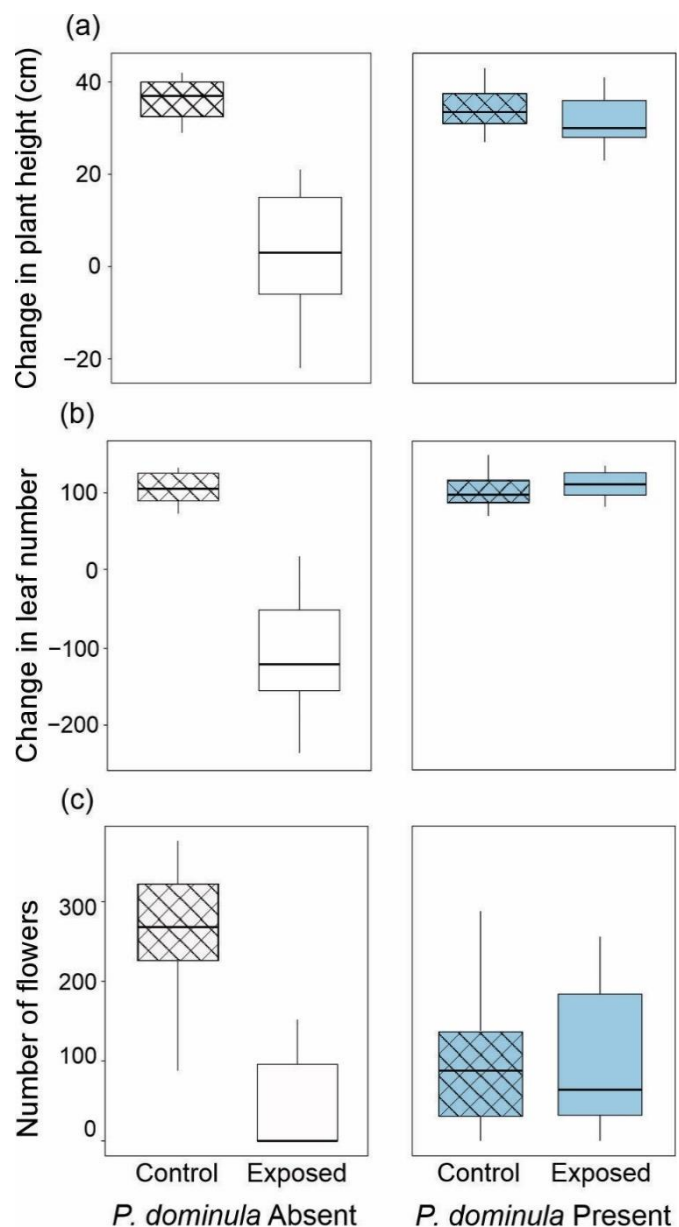 (a)
Change in plant height (cm)
40
20
0
−20
(b)
Change in leaf number
100
0
−100
−200
(c)
Number of flowers
300
200
100
0
Control Exposed Control Exposed
P. dominula Absent P. dominula Present